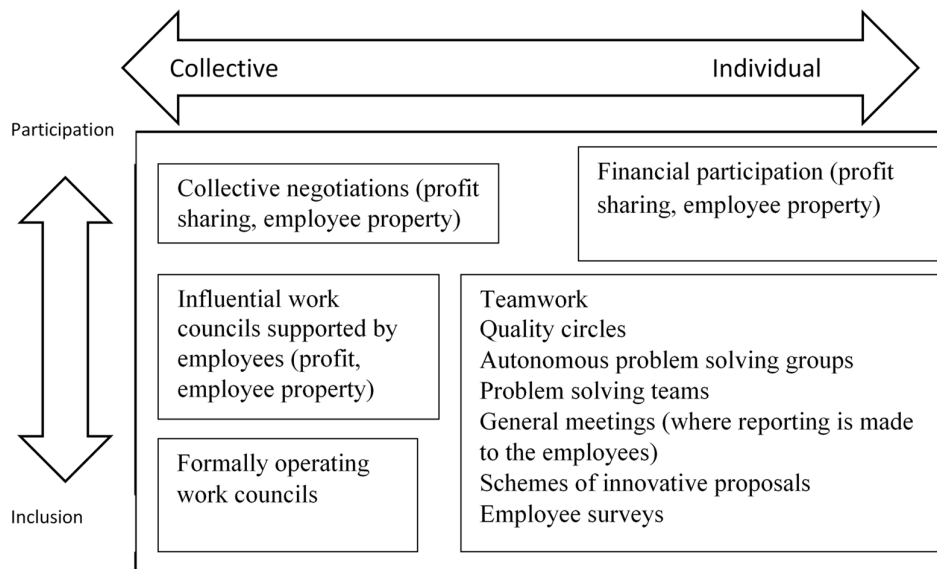 Collective
Individual
Participation
Collective negotiations (profit
sharing, employee property)
Financial participation (profit
sharing, employee property)
Influential work
councils supported by
employees (profit,
employee property)
Teamwork
Quality circles
Autonomous problem solving groups
Problem solving teams
General meetings (where reporting is made
to the employees)
Schemes of innovative proposals
Employee surveys
Formally operating
work councils
Inclusion